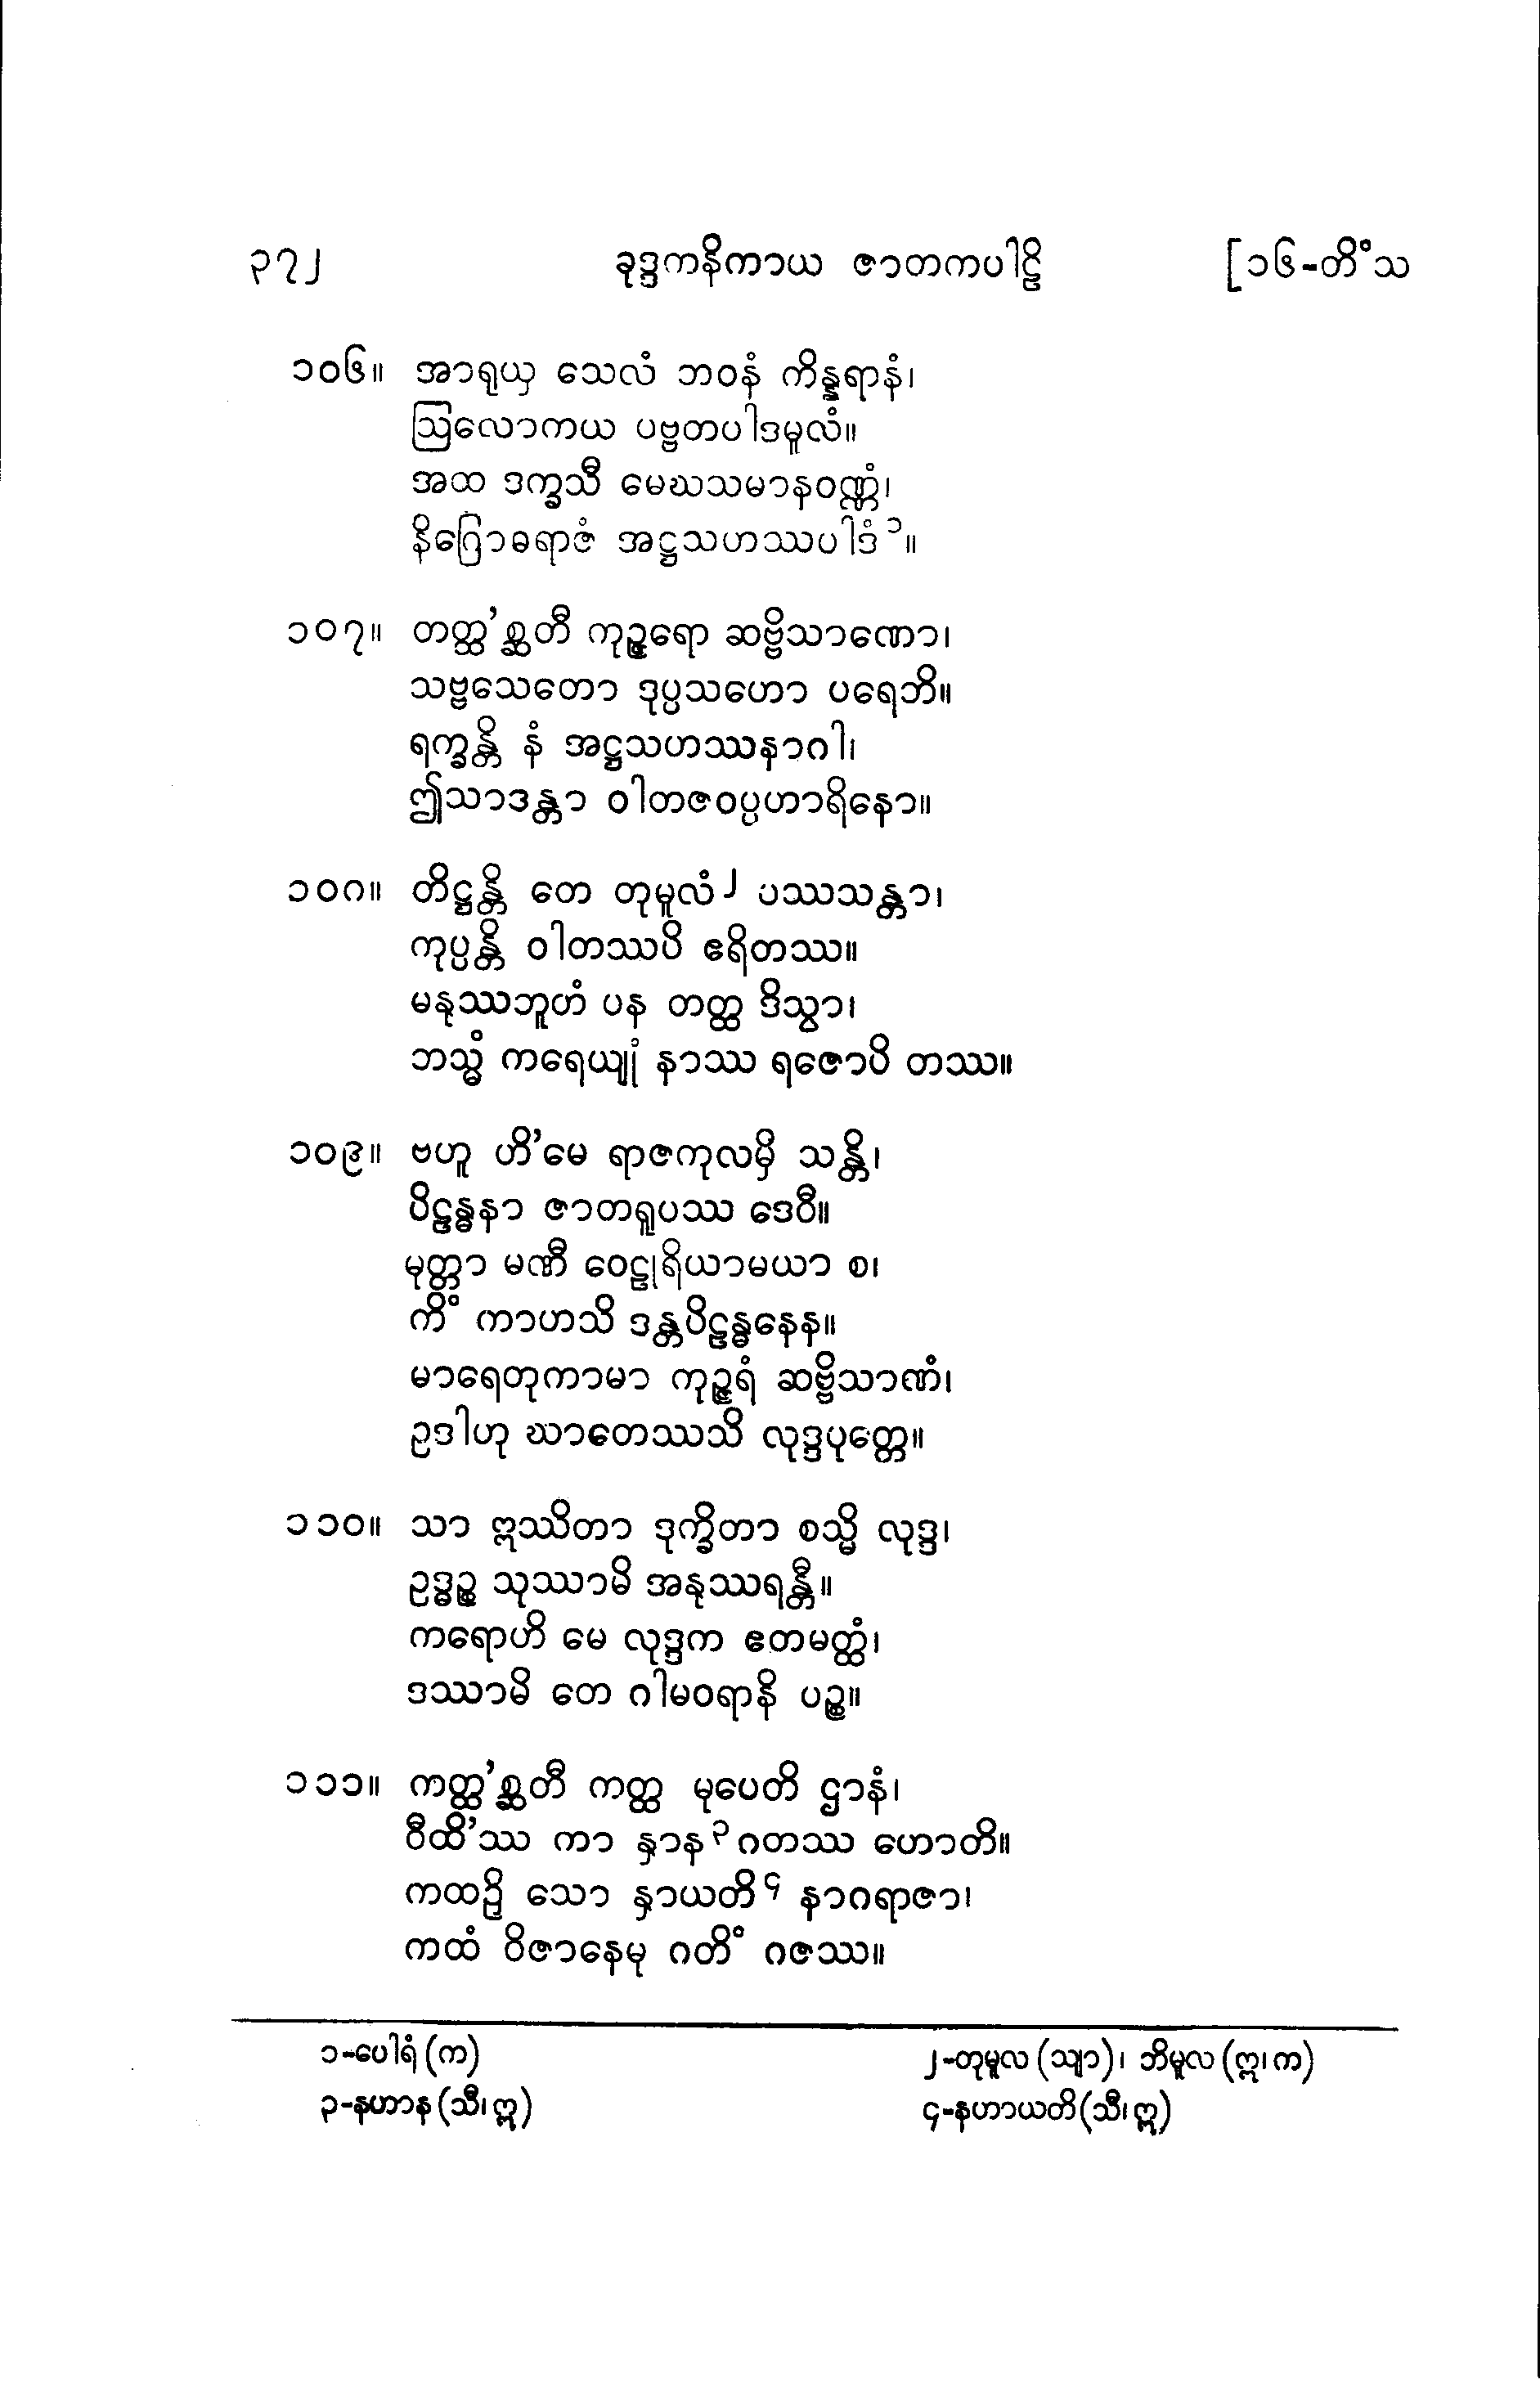 ၃၇၂ ခုဒ္ဒကနိကာယ ဇာတကပါဠိ [၁၆-တိံသ
၁၀၆။ အာရုယှ သေလံ ဘဝနံ ကိန္နရာနံ၊
ဩလောကယ ပဗ္ဗတပါဒမူလံ။
အထ ဒက္ခသီ မေဃသမာနဝဏ္ဏံ၊
နိဂြောဓရာဇံ အဋ္ဌသဟဿပါဒံ ၁။
၁၀၇။ တတ္ထ'စ္ဆတီ ကုဉ္ဇရော ဆဗ္ဗိသာဏော၊
သဗ္ဗသေတော ဒုပ္ပသဟော ပရေဘိ။
ရက္ခန္တိ နံ အဋ္ဌသဟဿနာဂါ၊
ဤသာဒန္တာ ဝါတဇဝပ္ပဟာရိနော။
၁၀ဂ။ တိဋ္ဌန္တိ တေ တုမူလံ ၂ ပဿသန္တာ၊
ကုပ္ပန္တိ ဝါတဿပိ ဧရိတဿ။
မနုဿဘူဟံ ပန တတ္ထ ဒိသွာ၊
ဘသ္မံ ကရေယျုံ နာဿ ရဇောပိ တဿ။
၁၀၉။ ဗဟူ ဟိ'မေ ရာဇကုလမှိ သန္တိ၊
ပိဠန္ဓနာ ဇာတရူပဿ ဒေဝီ။
မုတ္တာ မဏီ ဝေဠုရိယာမယာ စ၊
ကိံ ကာဟသိ ဒန္တပိဠန္ဓနေန။
မာရေတုကာမာ ကုဉ္ဇရံ ဆဗ္ဗိသာဏံ၊
ဥဒါဟု ဃာတေဿသိ လုဒ္ဒပုတ္တေ။
၁၁၀။ သာ ဣဿိတာ ဒုက္ခိတာ စသ္မိ လုဒ္ဒ၊
ဥဒ္ဓဉ္စ သုဿာမိ အနုဿရန္တီ။
ကရောဟိ မေ လုဒ္ဒက ဧတမတ္ထံ၊
ဒဿာမိ တေ ဂါမဝရာနိ ပဉ္စ။
၁၁၁။ ကတ္ထ'စ္ဆတီ ကတ္ထ မုပေတိ ဌာနံ၊
ဝီထိ'ဿ ကာ နှာန ၃ ဂတဿ ဟောတိ။
ကထဉှိ သော နှာယတိ ၄ နာဂရာဇာ၊
ကထံ ဝိဇာနေမု ဂတိံ ဂဇဿ။
၁-ပေါရံ (က) ၂-တုမူလ (သျာ)၊ ဘိမူလ (ဣ၊ က)
၃-နဟာန (သီ၊ ဣ) ၄-နဟာယတိ (သီ၊ ဣ)